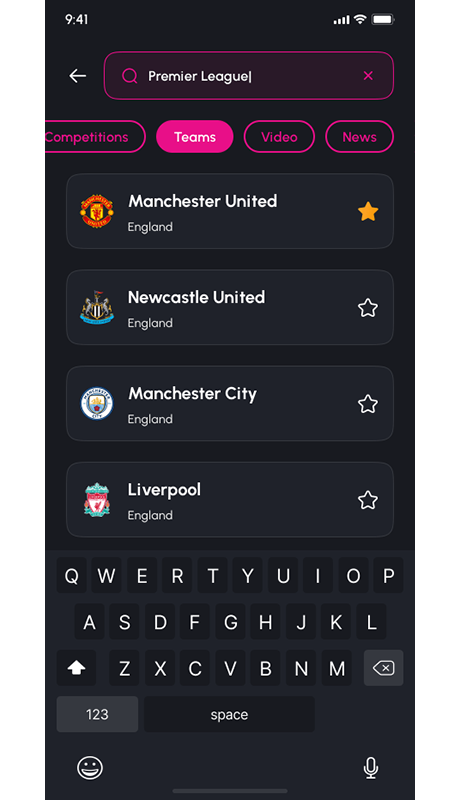 9:41
Premier League
Competitions Teams Video News
Manchester United
England
Newcastle United
England
Manchester City
England
Liverpool
England
Q W E R T Y U I O P
A S D F G H J K L
Z X C V B N M
123 space